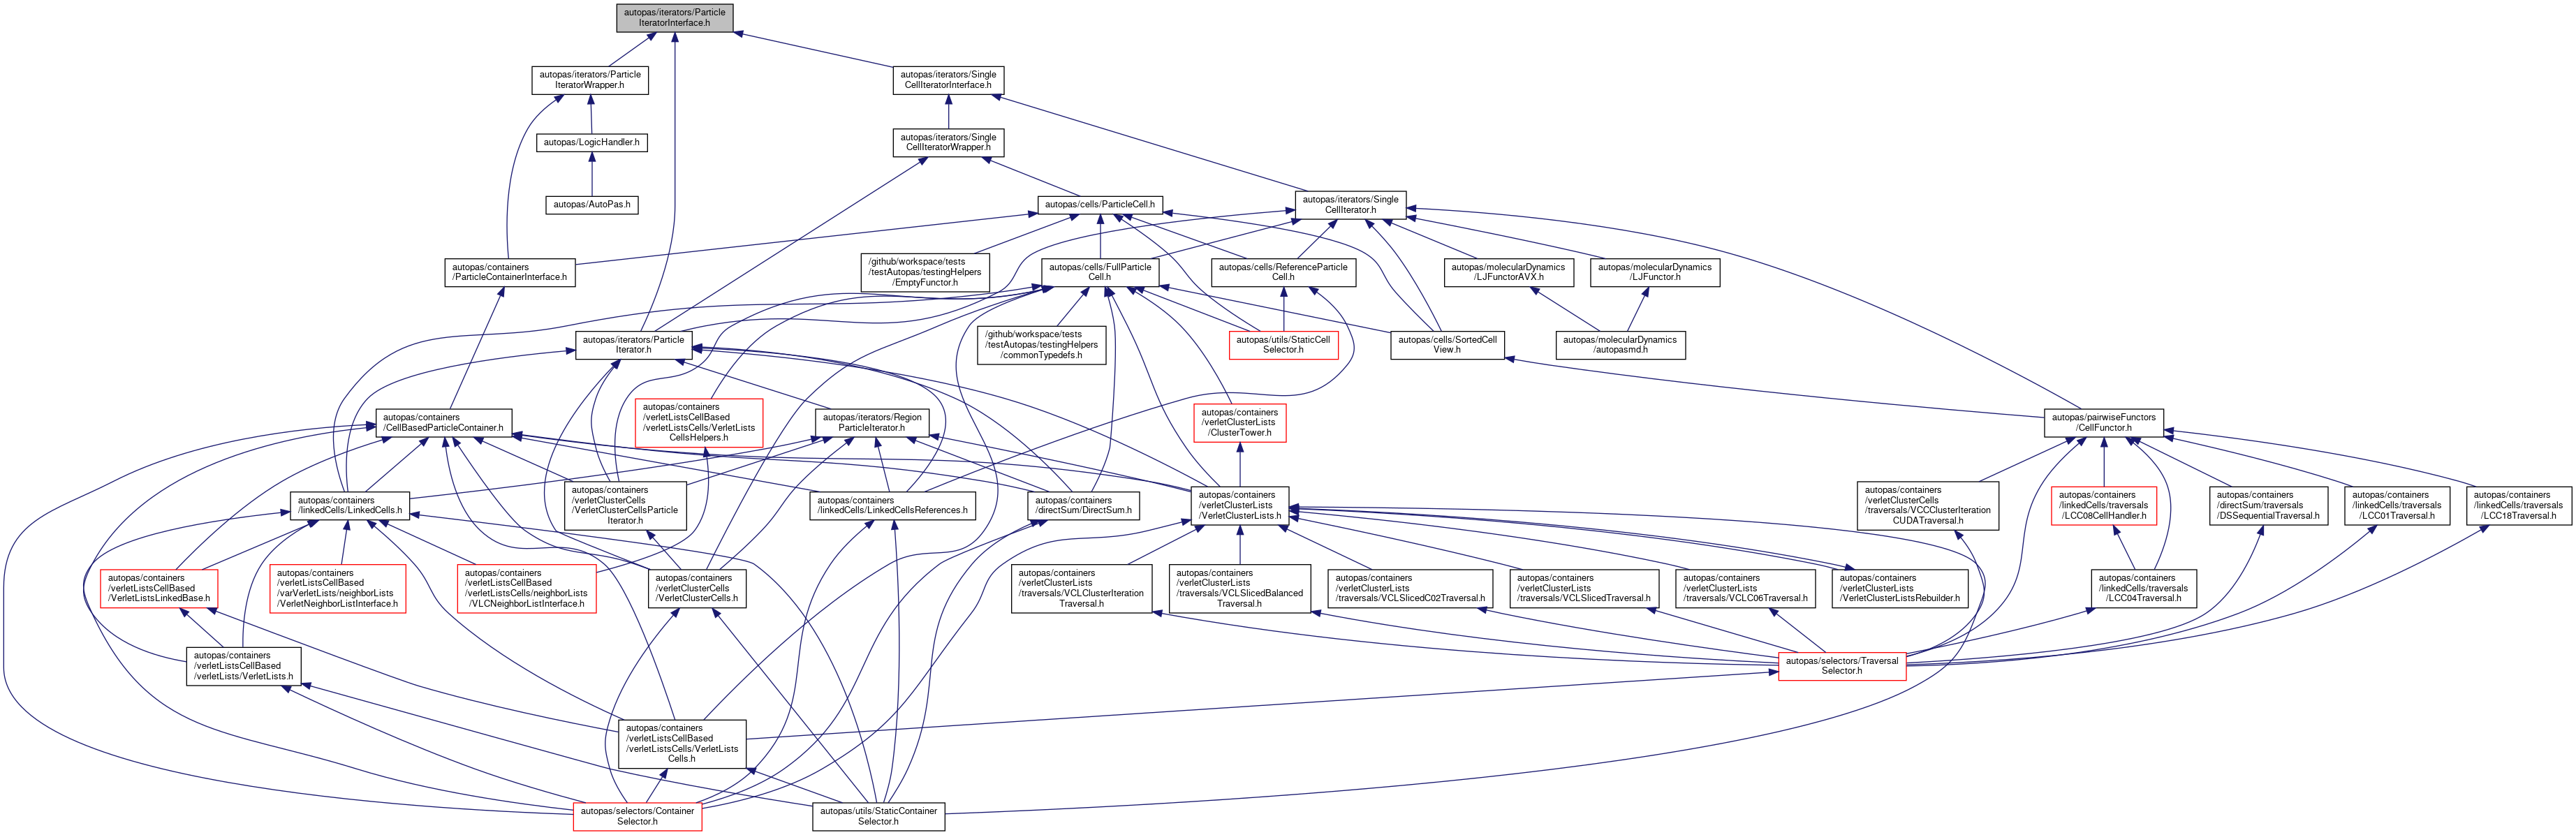 autopas/iterators/Particle
IteratorInterface.h
autopas/iterators/Particle
IteratorWrapper.h
autopas/iterators/Single
CellIteratorInterface.h
autopas/LogicHandler.h
autopas/iterators/Single
CellIteratorWrapper.h
autopas/AutoPas.h
autopas/cells/ParticleCell.h
autopas/iterators/Single
CellIterator.h
autopas/containers
/ParticleContainerInterface.h
/github/workspace/tests
/testAutopas/testingHelpers
/EmptyFunctor.h
autopas/cells/FullParticle
Cell.h
autopas/cells/ReferenceParticle
Cell.h
autopas/molecularDynamics
/LJFunctorAVX.h
autopas/molecularDynamics
/LJFunctor.h
autopas/iterators/Particle
Iterator.h
/github/workspace/tests
/testAutopas/testingHelpers
/commonTypedefs.h
autopas/utils/StaticCell
Selector.h
autopas/cells/SortedCell
View.h
autopas/molecularDynamics
/autopasmd.h
autopas/containers
/CellBasedParticleContainer.h
autopas/containers
/verletListsCellBased
/verletListsCells/VerletLists
CellsHelpers.h
autopas/iterators/Region
ParticleIterator.h
autopas/containers
/verletClusterLists
/ClusterTower.h
autopas/pairwiseFunctors
/CellFunctor.h
autopas/containers
/linkedCells/LinkedCells.h
autopas/containers
/verletClusterCells
/VerletClusterCellsParticle
Iterator.h
autopas/containers
/linkedCells/LinkedCellsReferences.h
autopas/containers
/directSum/DirectSum.h
autopas/containers
/verletClusterLists
/VerletClusterLists.h
autopas/containers
/verletClusterCells
/traversals/VCCClusterIteration
CUDATraversal.h
autopas/containers
/linkedCells/traversals
/LCC08CellHandler.h
autopas/containers
/directSum/traversals
/DSSequentialTraversal.h
autopas/containers
/linkedCells/traversals
/LCC01Traversal.h
autopas/containers
/linkedCells/traversals
/LCC18Traversal.h
autopas/containers
/verletListsCellBased
/VerletListsLinkedBase.h
autopas/containers
/verletListsCellBased
/varVerletLists/neighborLists
/VerletNeighborListInterface.h
autopas/containers
/verletListsCellBased
/verletListsCells/neighborLists
/VLCNeighborListInterface.h
autopas/containers
/verletClusterCells
/VerletClusterCells.h
autopas/containers
/verletClusterLists
/traversals/VCLClusterIteration
Traversal.h
autopas/containers
/verletClusterLists
/traversals/VCLSlicedBalanced
Traversal.h
autopas/containers
/verletClusterLists
/traversals/VCLSlicedC02Traversal.h
autopas/containers
/verletClusterLists
/traversals/VCLSlicedTraversal.h
autopas/containers
/verletClusterLists
/traversals/VCLC06Traversal.h
autopas/containers
/verletClusterLists
/VerletClusterListsRebuilder.h
autopas/containers
/linkedCells/traversals
/LCC04Traversal.h
autopas/containers
/verletListsCellBased
/verletLists/VerletLists.h
autopas/selectors/Traversal
Selector.h
autopas/containers
/verletListsCellBased
/verletListsCells/VerletLists
Cells.h
autopas/selectors/Container
Selector.h
autopas/utils/StaticContainer
Selector.h